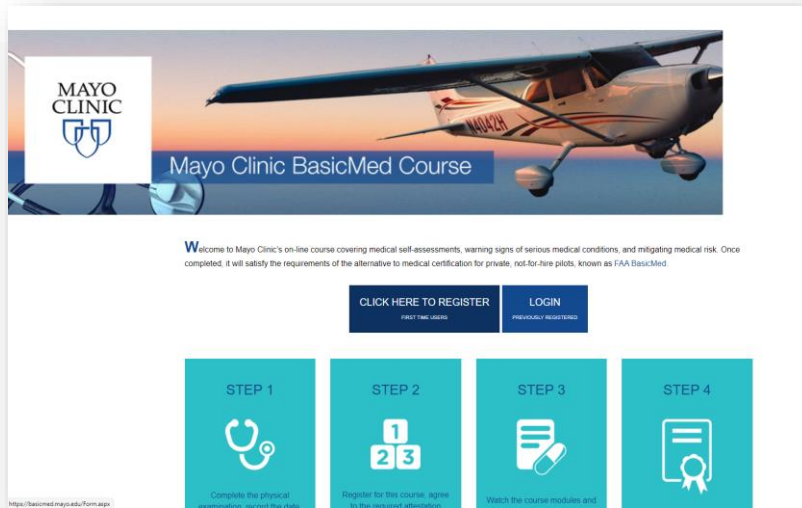 MAYO
CLINIC
N4042H
Mayo Clinic BasicMed Course
Welcome to Mayo Clinic's on-line course covering medical self-assessments, warning signs of serious medical conditions, and mitigating medical risk. Once
completed, it will satisfy the requirements of the alternative to medical certification for private, not-for-hire pilots, known as FAA BasicMed.
CLICK HERE TO REGISTER
FIRST TIME USERS
LOGIN
PREVIOUSLY REGISTERED
STEP 1
Complete the physical
examination, record the date
STEP 2
1
2 3
Register for this course, agree
to the required attestation
STEP 3
Watch the course modules and
STEP 4
https://basicmed.mayo.edu/Form.aspx